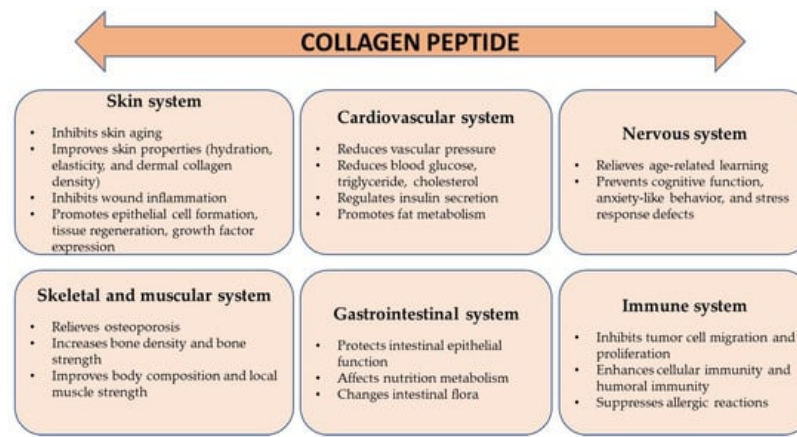 COLLAGEN PEPTIDE
Skin system
• Inhibits skin aging
• Improves skin properties (hydration,
elasticity, and dermal collagen
density)
• Inhibits wound inflammation
• Promotes epithelial cell formation,
tissue regeneration, growth factor
expression
Cardiovascular system
• Reduces vascular pressure
• Reduces blood glucose,
triglyceride, cholesterol
• Regulates insulin secretion
• Promotes fat metabolism
Nervous system
• Relieves age-related learning
• Prevents cognitive function,
anxiety-like behavior, and stress
response defects
Skeletal and muscular system
• Relieves osteoporosis
• Increases bone density and bone
strength
• Improves body composition and local
muscle strength
Gastrointestinal system
• Protects intestinal epithelial
function
• Affects nutrition metabolism
• Changes intestinal flora
Immune system
• Inhibits tumor cell migration and
proliferation
• Enhances cellular immunity and
humoral immunity
• Suppresses allergic reactions